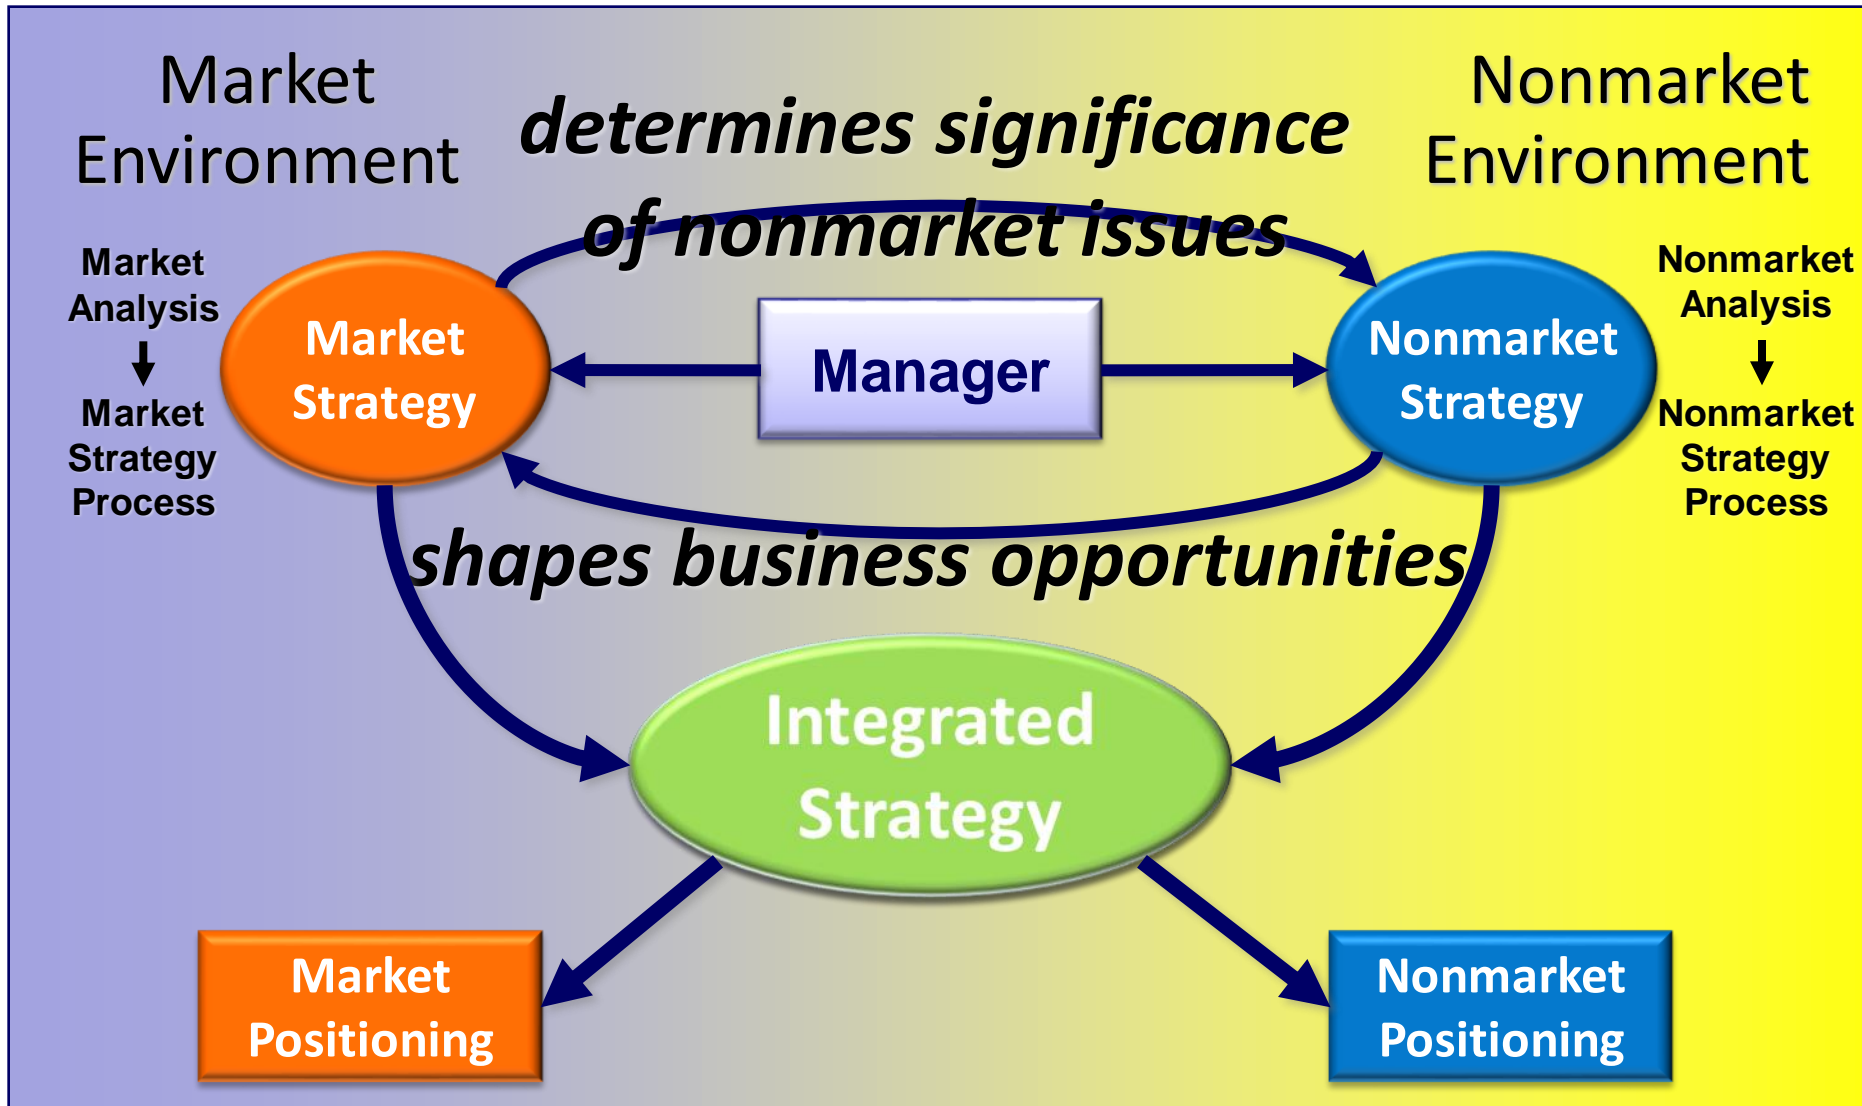 Market
Environment
determines significance
of nonmarket issues
Nonmarket
Environment
Market
Analysis
Market
Strategy
Process
Market
Strategy
Manager
Nonmarket
Strategy
Nonmarket
Analysis
Nonmarket
Strategy
Process
shapes business opportunities
Integrated
Strategy
Market
Positioning
Nonmarket
Positioning